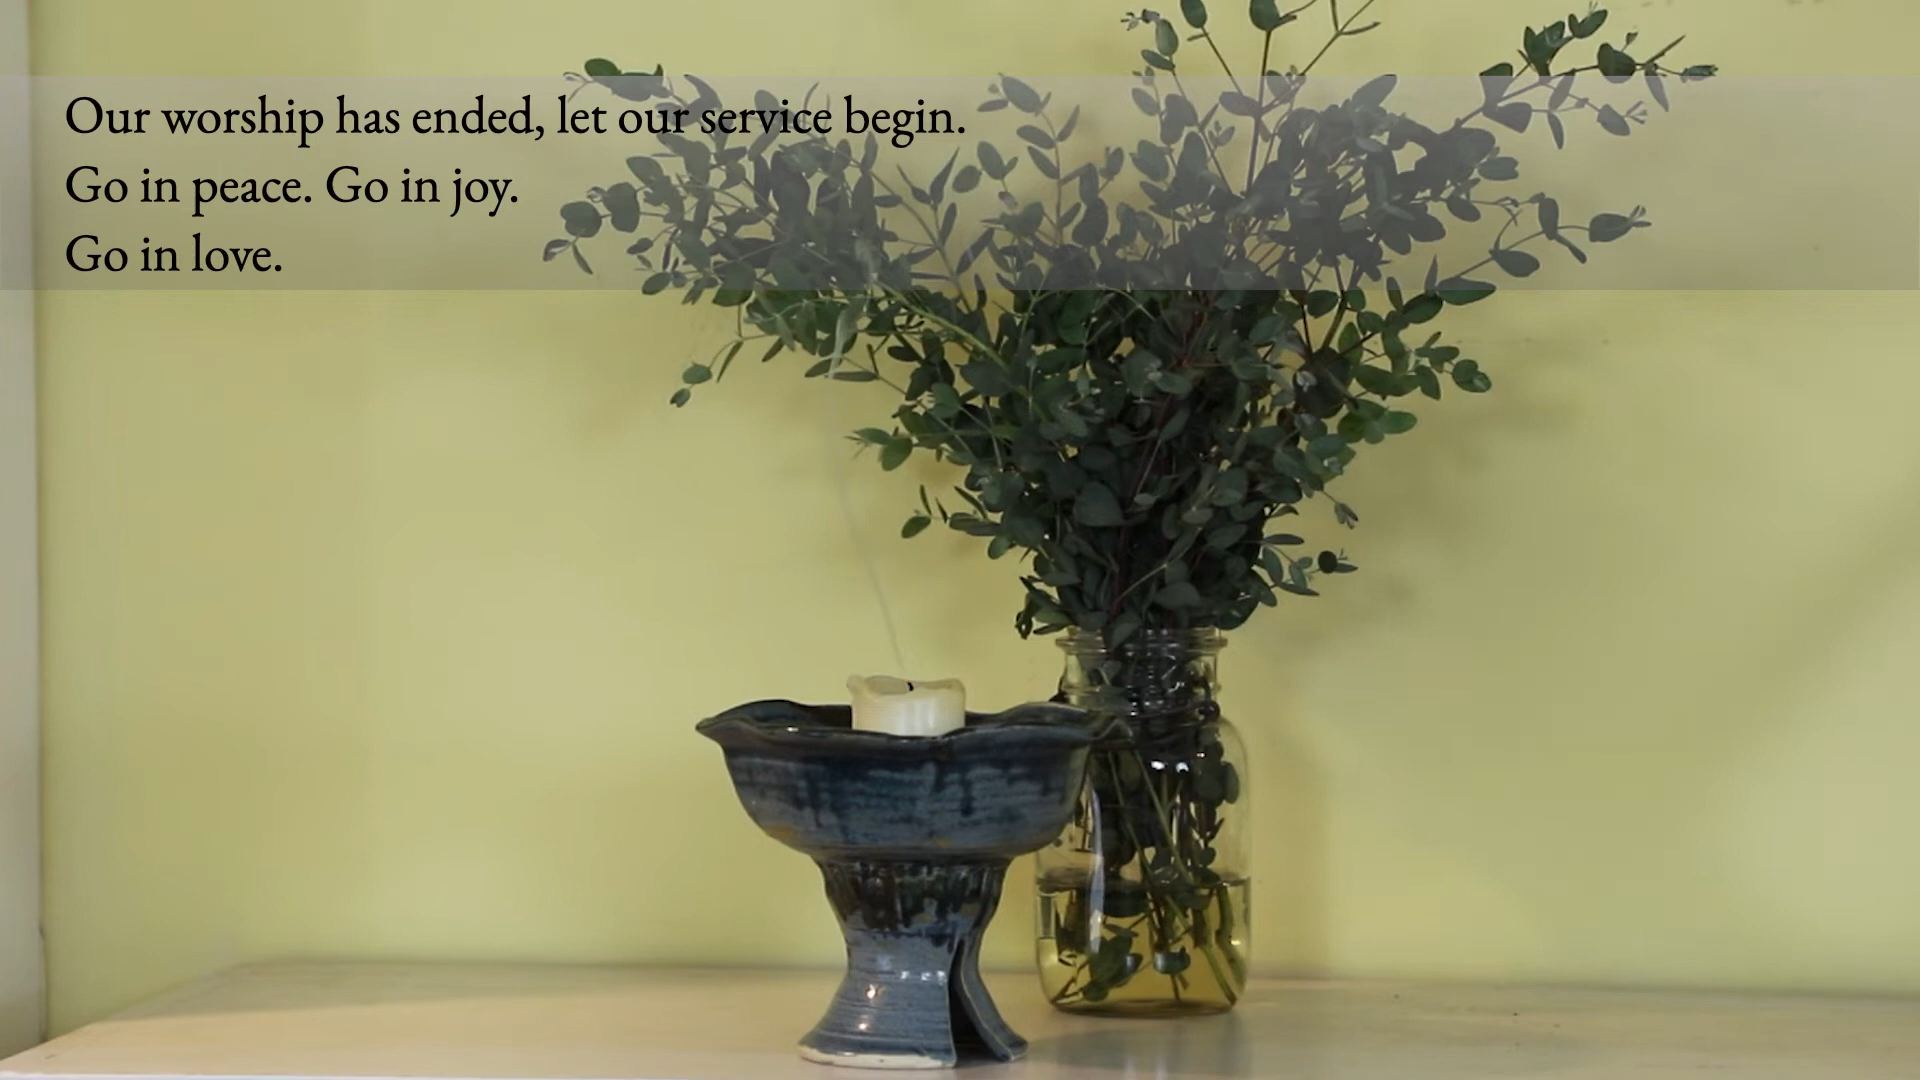 Our worship has ended, let our service begin.
Go in peace. Go in joy.
Go in love.